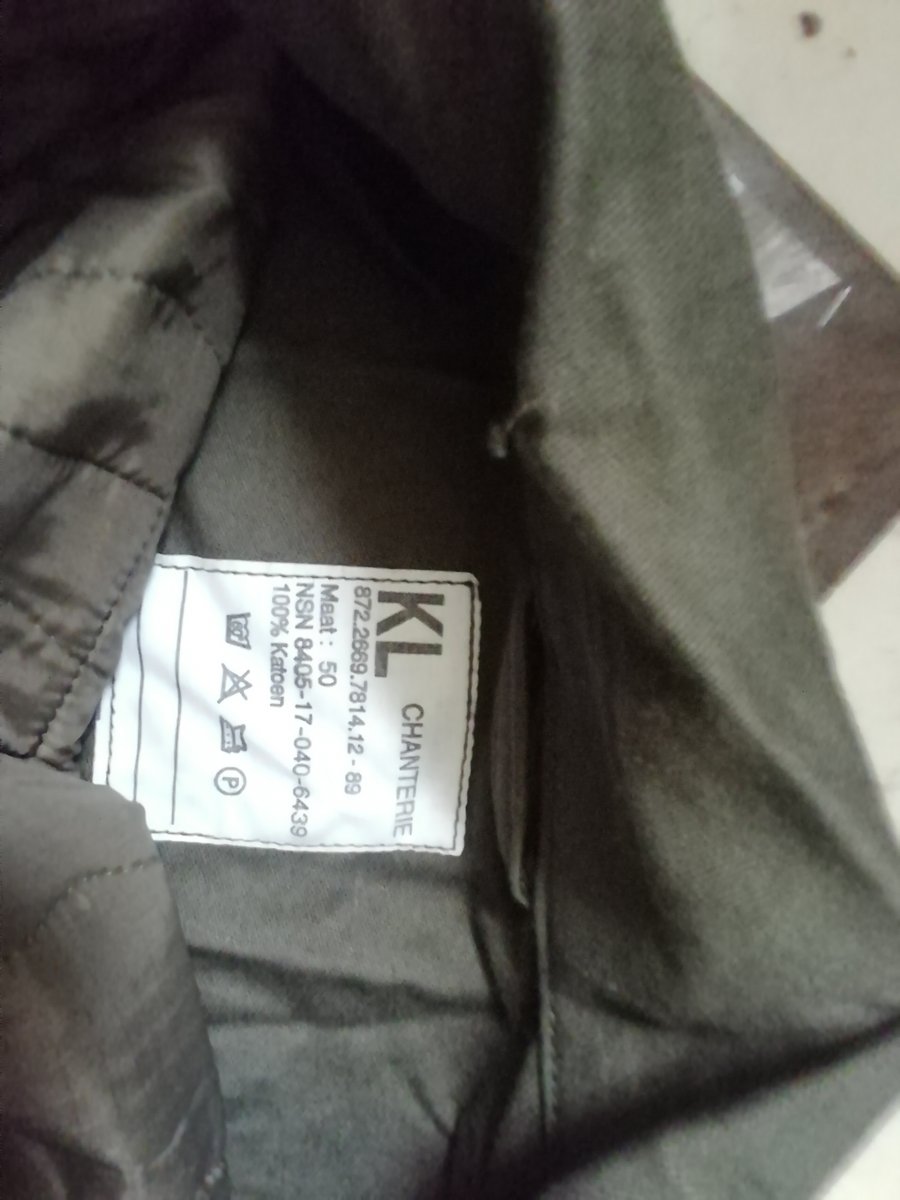 KL CHANTERIE
872.2669.7814.12 - 89
Maat : 50
NSN 8405-17-040-6439
100% Katoen
P